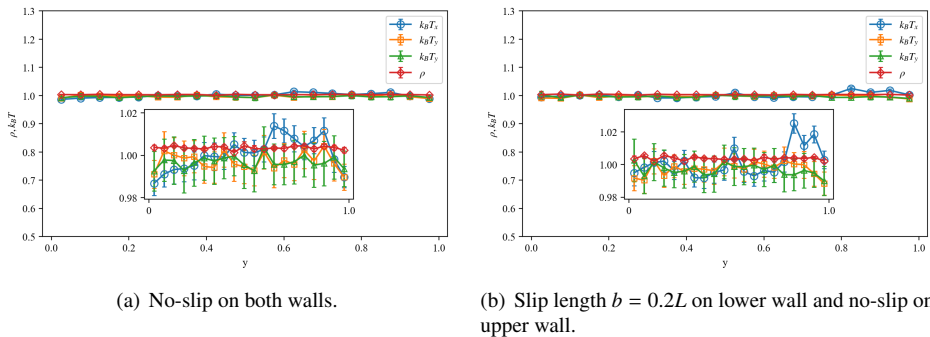 1.3
1.2
1.1
1.0
0.9
0.8
0.7
0.6
0.5
ρ, k_BT
k_BT_x
k_BT_y
k_BT_y
ρ
1.02
1.00
0.98
0
1.0
0.0
0.2
0.4
0.6
0.8
1.0
y
(a) No-slip on both walls.
1.3
1.2
1.1
1.0
0.9
0.8
0.7
0.6
0.5
ρ, k_BT
k_BT_x
k_BT_y
k_BT_y
ρ
1.02
1.00
0.98
0
1.0
0.0
0.2
0.4
0.6
0.8
1.0
y
(b) Slip length b = 0.2L on lower wall and no-slip on
upper wall.